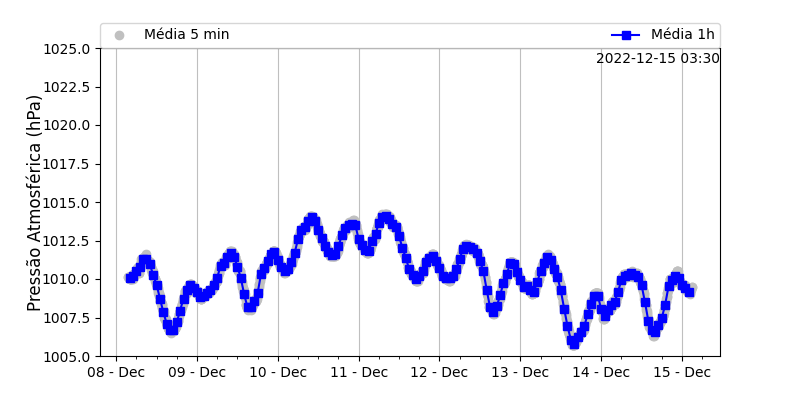 Média 5 min
Média 1h
2022-12-15 03:30
Pressão Atmosférica (hPa)
1025.0
1022.5
1020.0
1017.5
1015.0
1012.5
1010.0
1007.5
1005.0
08 - Dec
09 - Dec
10 - Dec
11 - Dec
12 - Dec
13 - Dec
14 - Dec
15 - Dec